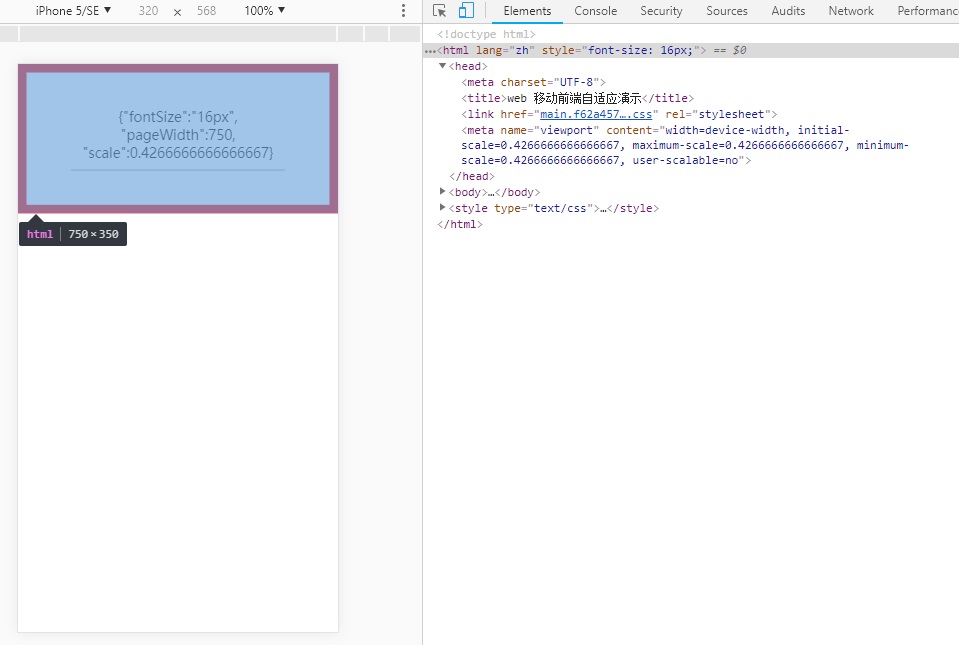 iPhone 5/SE ▼ 320 × 568 100% ▼
Elements Console Security Sources Audits Network Performanc
{"fontSize":"16px",
"pageWidth":750,
"scale":0.4266666666666667}
html 750 × 350
<!doctype html>
…<html lang="zh" style="font-size: 16px;"> == $0
▼<head>
<meta charset="UTF-8">
<title>web 移动前端自适应演示</title>
<link href="main.f62a457….css" rel="stylesheet">
<meta name="viewport" content="width=device-width, initial-
scale=0.4266666666666667, maximum-scale=0.4266666666666667, minimum-
scale=0.4266666666666667, user-scalable=no">
</head>
▶<body>…</body>
▶<style type="text/css">…</style>
</html>